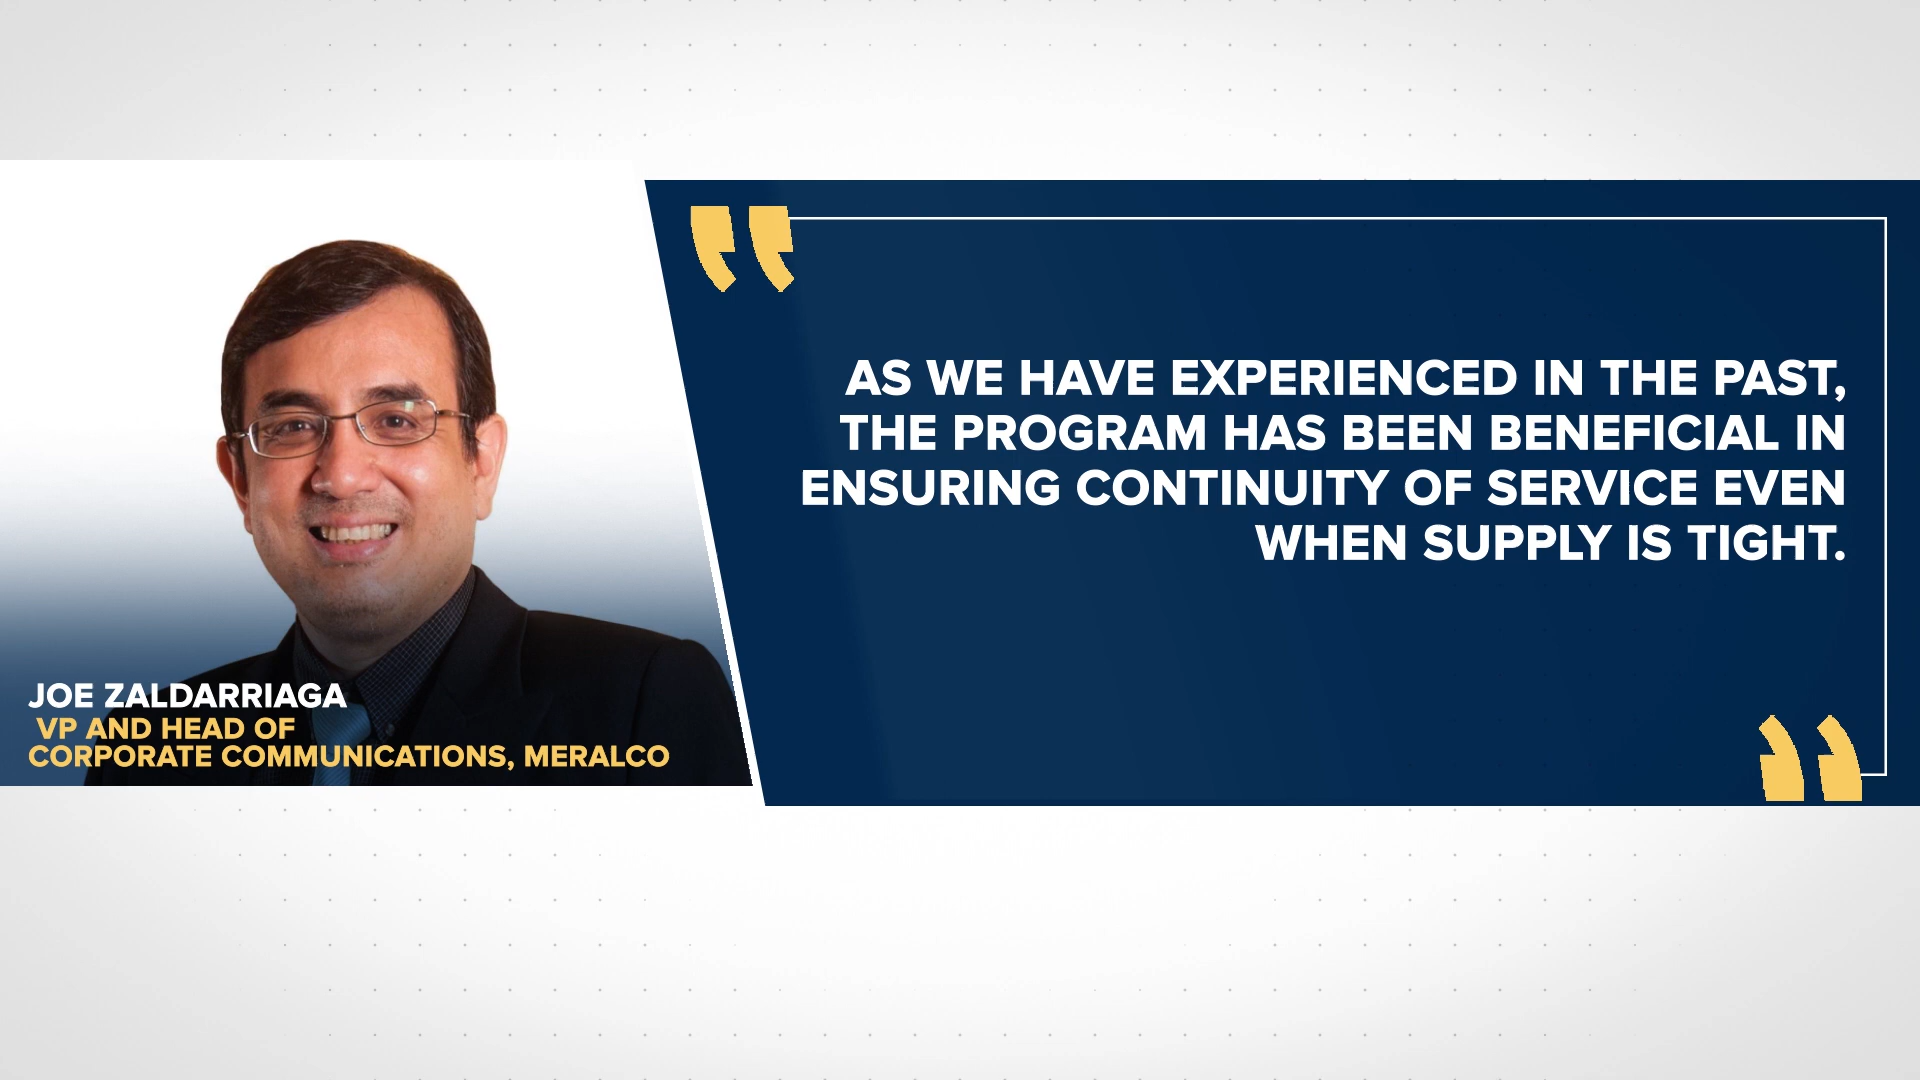 AS WE HAVE EXPERIENCED IN THE PAST,
THE PROGRAM HAS BEEN BENEFICIAL IN
ENSURING CONTINUITY OF SERVICE EVEN
WHEN SUPPLY IS TIGHT.
JOE ZALDARRIAGA
VP AND HEAD OF
CORPORATE COMMUNICATIONS, MERALCO